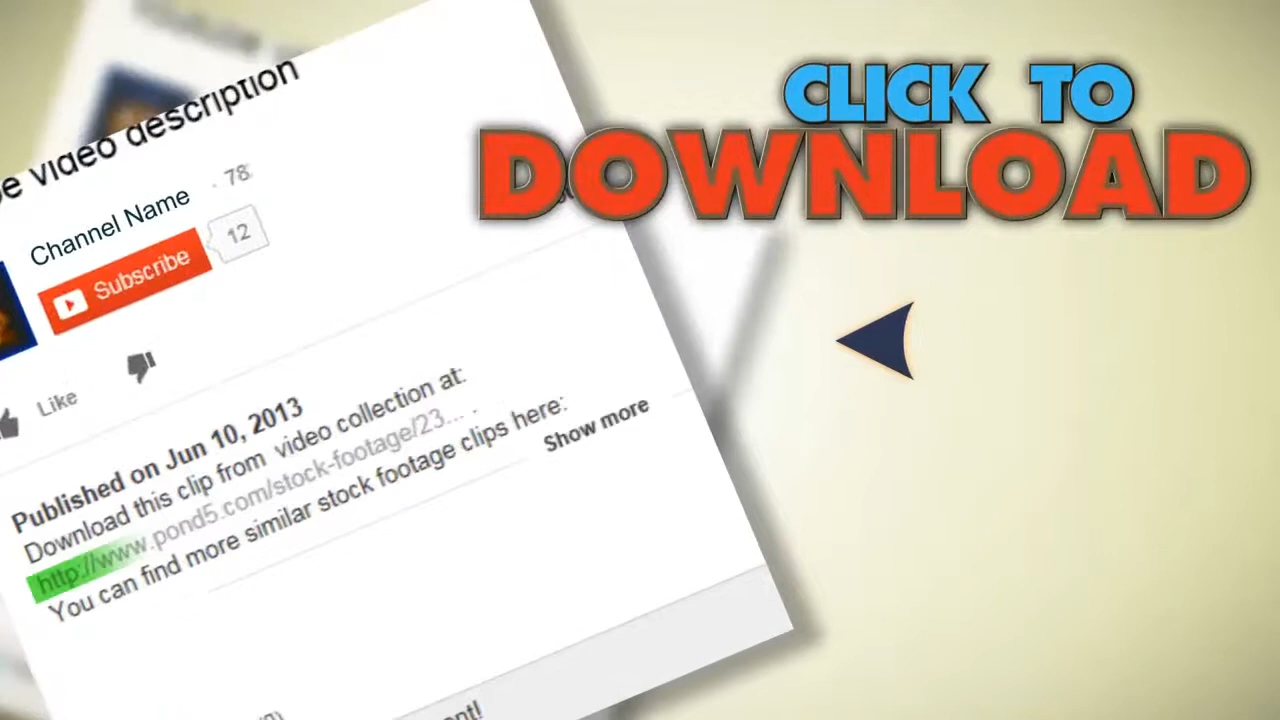 CLICK TO
DOWNLOAD
video description
Channel Name
78
Subscribe
12
Like
Published on Jun 10, 2013
Download this clip from video collection at:
http://www.pond5.com/stock-footage/23...
You can find more similar stock footage clips here:
Show more